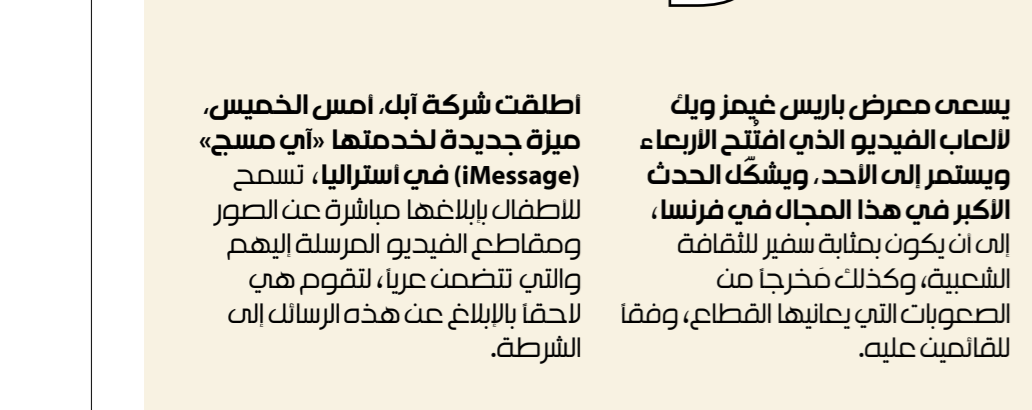 يسعى معرض باريس غيمز ويك
لألعاب الفيديو الذي افتُتح الأربعاء
ويستمر إلى الأحد، ويشكّل الحدث
الأكبر في هذا المجال في فرنسا،
إلى أن يكون بمثابة سفير للثقافة
الشعبية، وكذلك مَخرجاً من
الصعوبات التي يعانيها القطاع، وفقاً
للقائمين عليه.
أطلقت شركة آبل، أمس الخميس،
ميزة جديدة لخدمتها «آي مسج»
(iMessage) في أستراليا، تسمح
للأطفال بإبلاغها مباشرة عن الصور
ومقاطع الفيديو المرسلة إليهم
والتي تتضمن عرياً، لتقوم هي
لاحقاً بالإبلاغ عن هذه الرسائل إلى
الشرطة.